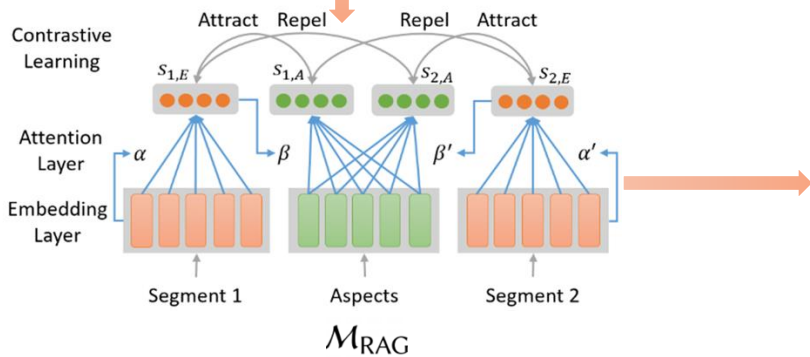 Attract Repel Repel Attract
Contrastive
Learning
s₁,E s₁,A s₂,A s₂,E
Attention
Layer
α β β′ α′
Embedding
Layer
Segment 1 Aspects Segment 2
ℳRAG